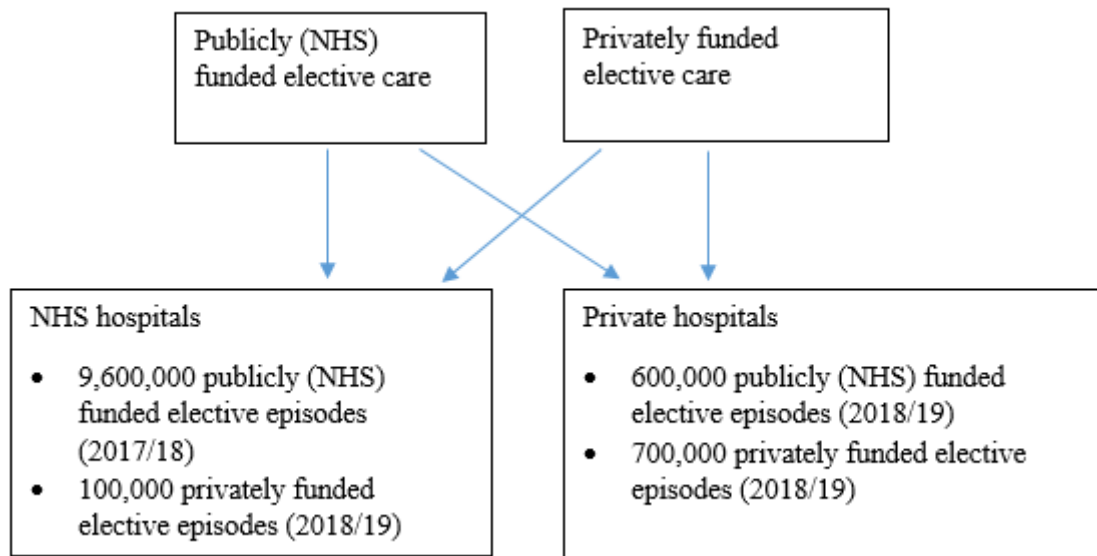 Publicly (NHS)
funded elective care
Privately funded
elective care
NHS hospitals
• 9,600,000 publicly (NHS)
funded elective episodes
(2017/18)
• 100,000 privately funded
elective episodes (2018/19)
Private hospitals
• 600,000 publicly (NHS) funded
elective episodes (2018/19)
• 700,000 privately funded elective
episodes (2018/19)